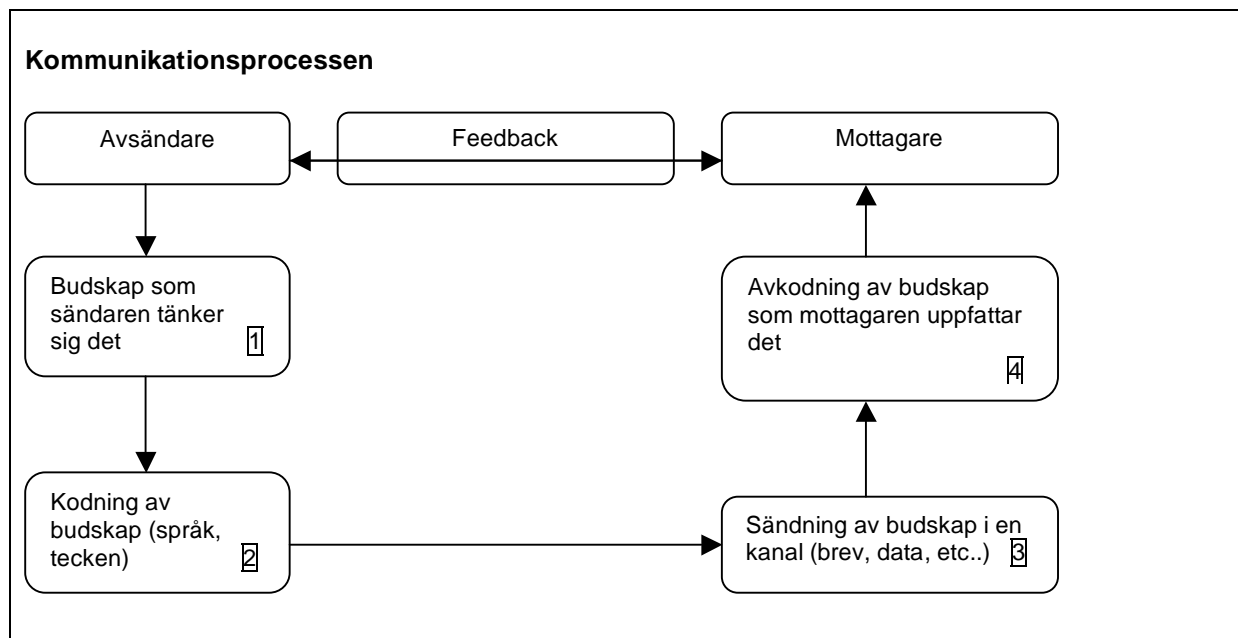 Kommunikationsprocessen
Avsändare
Feedback
Mottagare
Budskap som
sändaren tänker
sig det 1
Avkodning av budskap
som mottagaren uppfattar
det
4
Kodning av
budskap (språk,
tecken) 2
Sändning av budskap i en
kanal (brev, data, etc..) 3